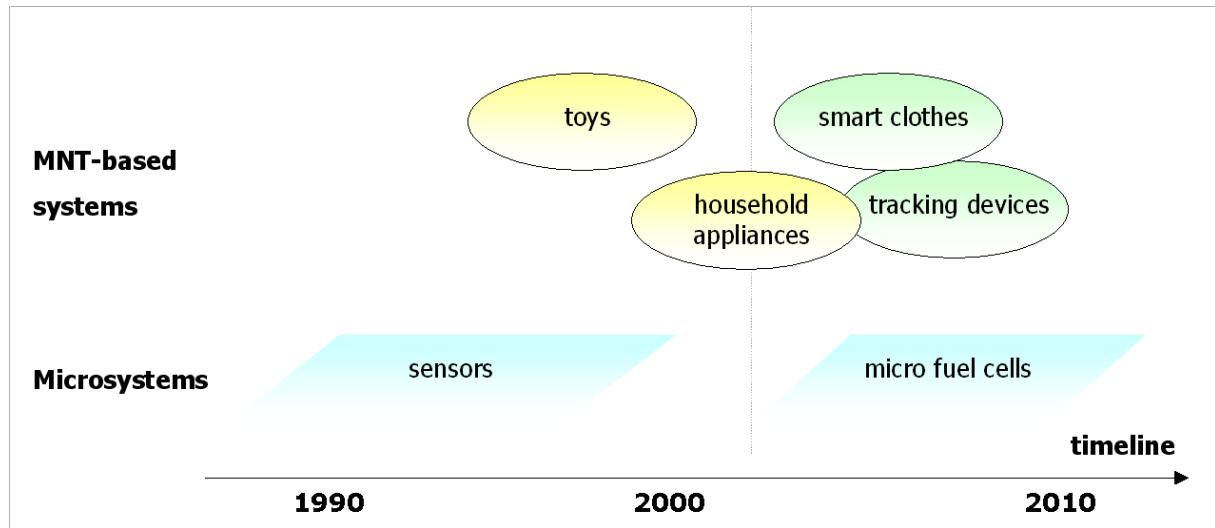 toys
smart clothes
MNT-based
systems
household
appliances
tracking devices
Microsystems
sensors
micro fuel cells
timeline
1990
2000
2010